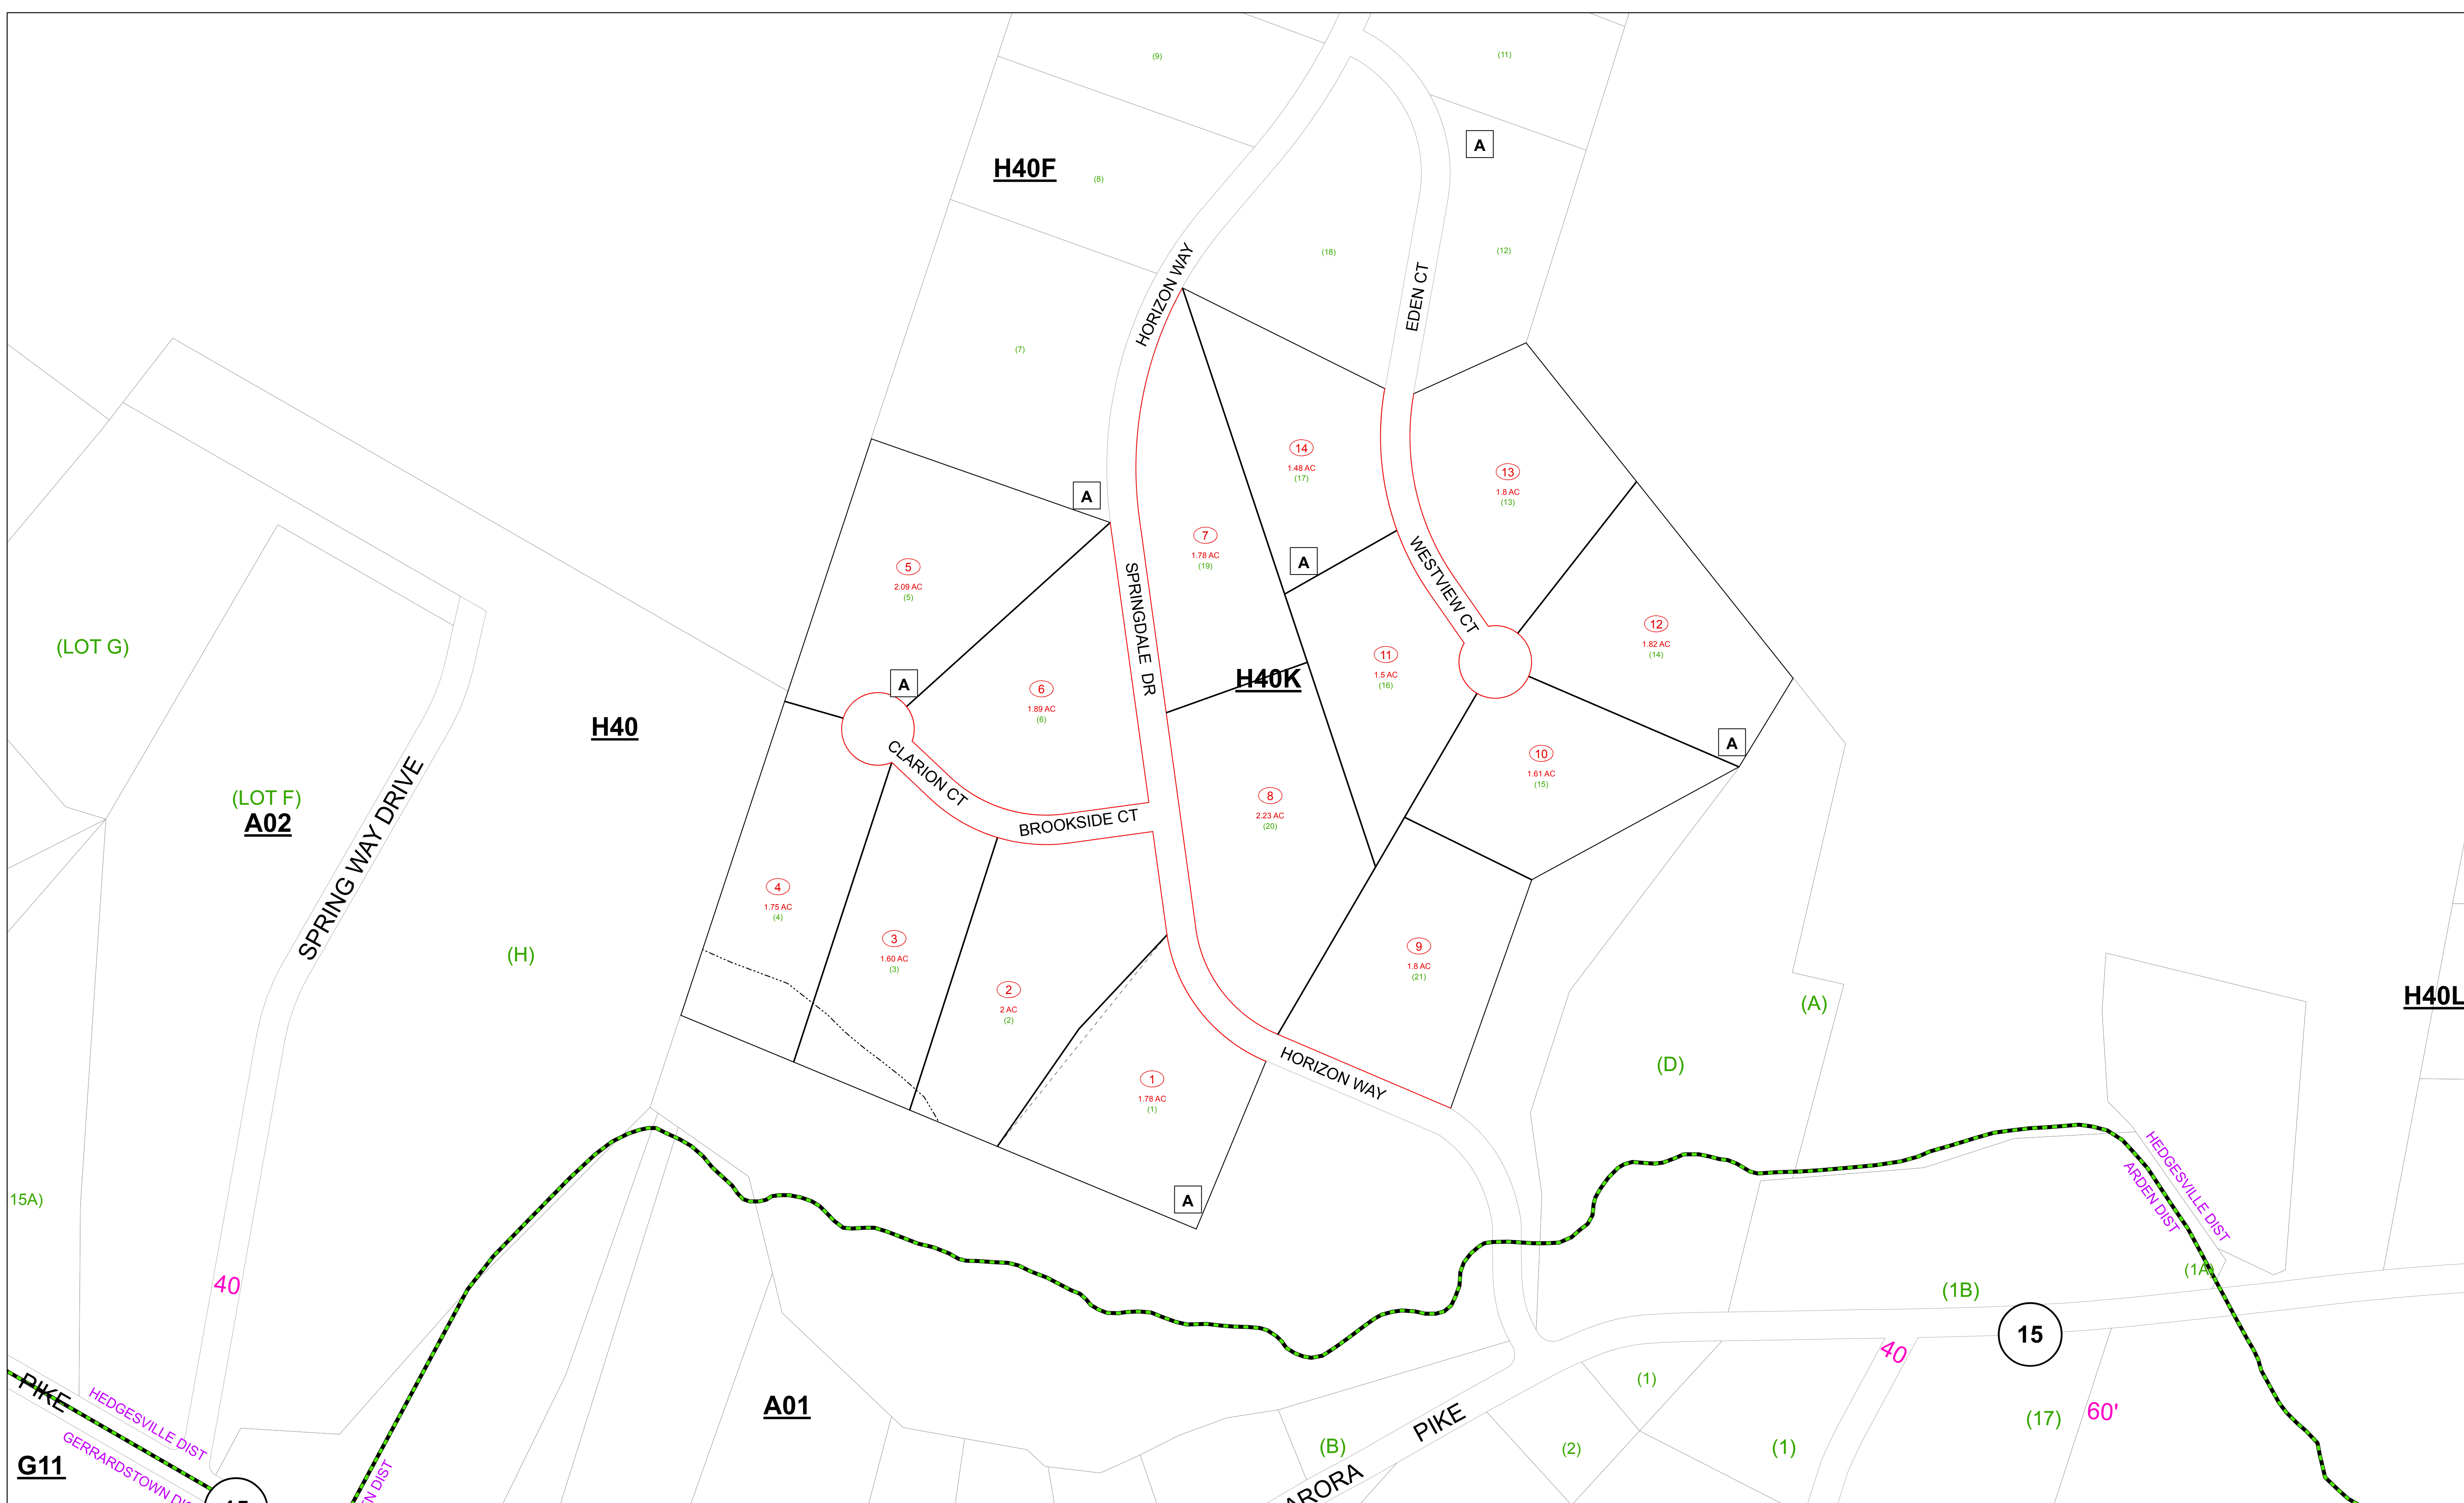 (9)
(11)
A
H40F
(8)
(18)
(12)
HORIZON WAY
EDEN CT
(7)
14
1.48 AC
(17)
13
1.8 AC
(13)
A
7
1.78 AC
(19)
A
WESTVIEW CT
5
2.09 AC
(5)
SPRINGDALE DR
12
1.82 AC
(14)
(LOT G)
11
1.5 AC
(16)
A
6
1.89 AC
(6)
H40K
H40
A
CLARION CT
10
1.61 AC
(15)
(LOT F)
A02
SPRING WAY DRIVE
BROOKSIDE CT
8
2.23 AC
(20)
4
1.75 AC
(4)
(H)
3
1.60 AC
(3)
9
1.8 AC
(21)
2
2 AC
(2)
(A)
H40L
HORIZON WAY
(D)
1
1.78 AC
(1)
A
15A)
HEDGESVILLE DIST
ARDEN DIST
40
(1A)
(1B)
15
40
(1)
PIKE
HEDGESVILLE DIST
GERRARDSTOWN DIS
A01
G11
PIKE
(B)
(2)
(1)
(17)
60'
ARORA
EN DIST
15